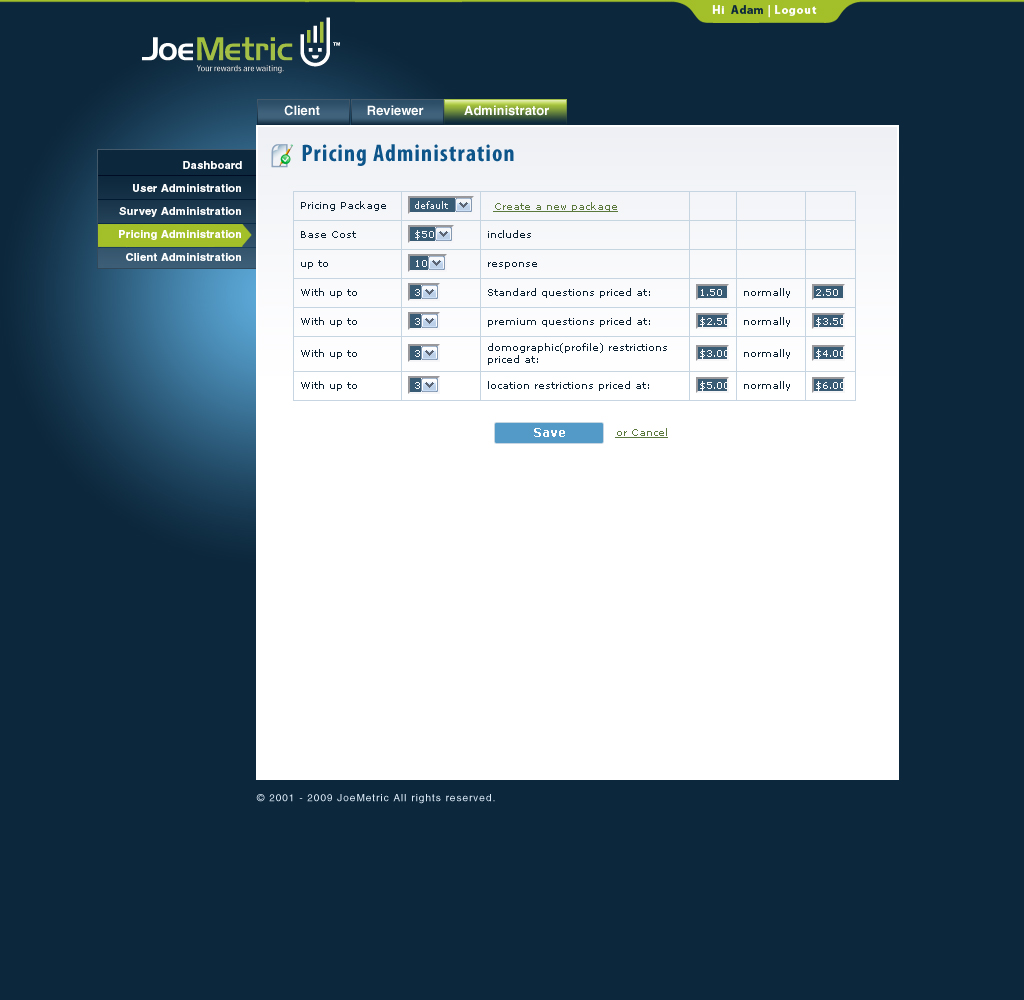 Hi Adam | Logout
JoeMetric™
Your rewards are waiting.
Client Reviewer Administrator
Pricing Administration
Dashboard
User Administration
Survey Administration
Pricing Administration
Client Administration
Pricing Package default Create a new package
Base Cost $50 includes
up to 10 response
With up to 3 Standard questions priced at: 1.50 normally 2.50
With up to 3 premium questions priced at: $2.50 normally $3.50
With up to 3 domographic(profile) restrictions
priced at: $3.00 normally $4.00
With up to 3 location restrictions priced at: $5.00 normally $6.00
Save or Cancel
© 2001 - 2009 JoeMetric All rights reserved.